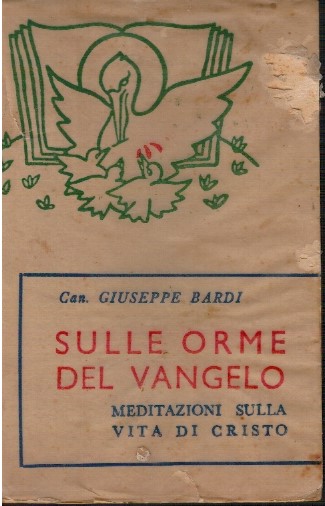 Can. GIUSEPPE BARDI
SULLE ORME
DEL VANGELO
MEDITAZIONI SULLA
VITA DI CRISTO